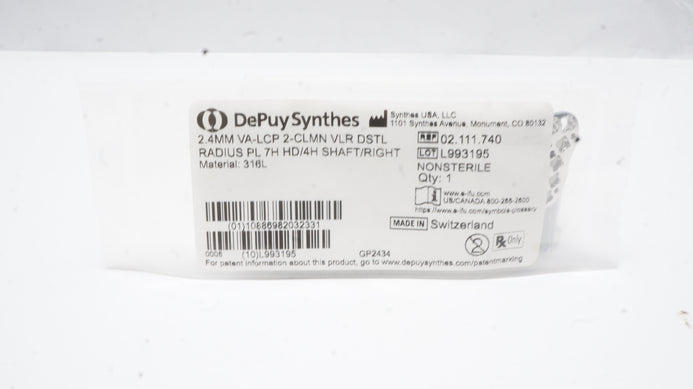 DePuy Synthes
Synthes USA, LLC
1101 Synthes Avenue, Monument, CO 80132
2.4MM VA-LCP 2-CLMN VLR DSTL
RADIUS PL 7H HD/4H SHAFT/RIGHT
Material: 316L
REF 02.111.740
LOT L993195
NONSTERILE
Qty: 1
www.e-ifu.com
US/CANADA 800-255-2500
https://www.e-ifu.com/symbols-glossary
MADE IN Switzerland
(01)10886982032331
0006 (10)L993195
GP2434
2
Rx Only
For patent information about this product, go to www.depuysynthes.com/patentmarking